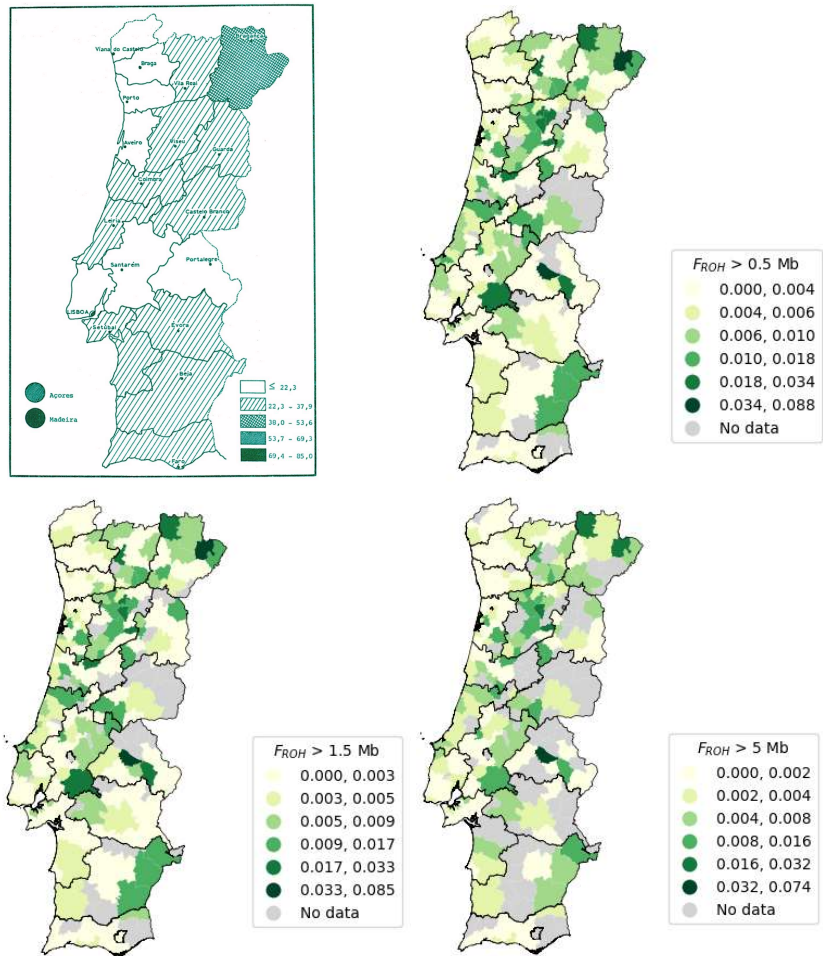 Bragança
Viana do Castelo
Braga
Vila Real
Porto
Aveiro
Viseu
Guarda
Coimbra
Castelo Branco
Leiria
Santarém
Portalegre
LISBOA
Setúbal
Évora
Beja
Faro
Açores
Madeira
≤ 22,3
22,3 - 37,9
38,0 - 53,6
53,7 - 69,3
69,4 - 85,0
F_ROH > 0.5 Mb
0.000, 0.004
0.004, 0.006
0.006, 0.010
0.010, 0.018
0.018, 0.034
0.034, 0.088
No data
F_ROH > 1.5 Mb
0.000, 0.003
0.003, 0.005
0.005, 0.009
0.009, 0.017
0.017, 0.033
0.033, 0.085
No data
F_ROH > 5 Mb
0.000, 0.002
0.002, 0.004
0.004, 0.008
0.008, 0.016
0.016, 0.032
0.032, 0.074
No data